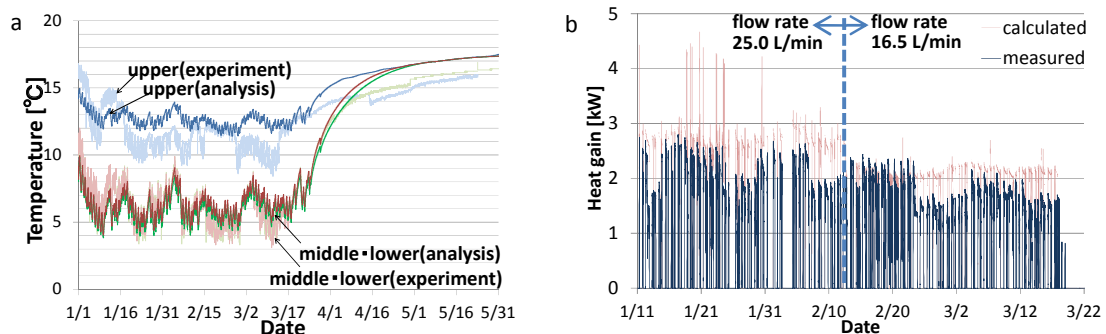 a
Temperature [℃]
20
15
10
5
0
upper(experiment)
upper(analysis)
middle・lower(analysis)
middle・lower(experiment)
1/1 1/16 1/31 2/15 3/2 3/17 4/1 4/16 5/1 5/16 5/31
Date
b
Heat gain [kW]
5
4
3
2
1
0
flow rate
25.0 L/min
flow rate
16.5 L/min
calculated
measured
1/11 1/21 1/31 2/10 2/20 3/2 3/12 3/22
Date